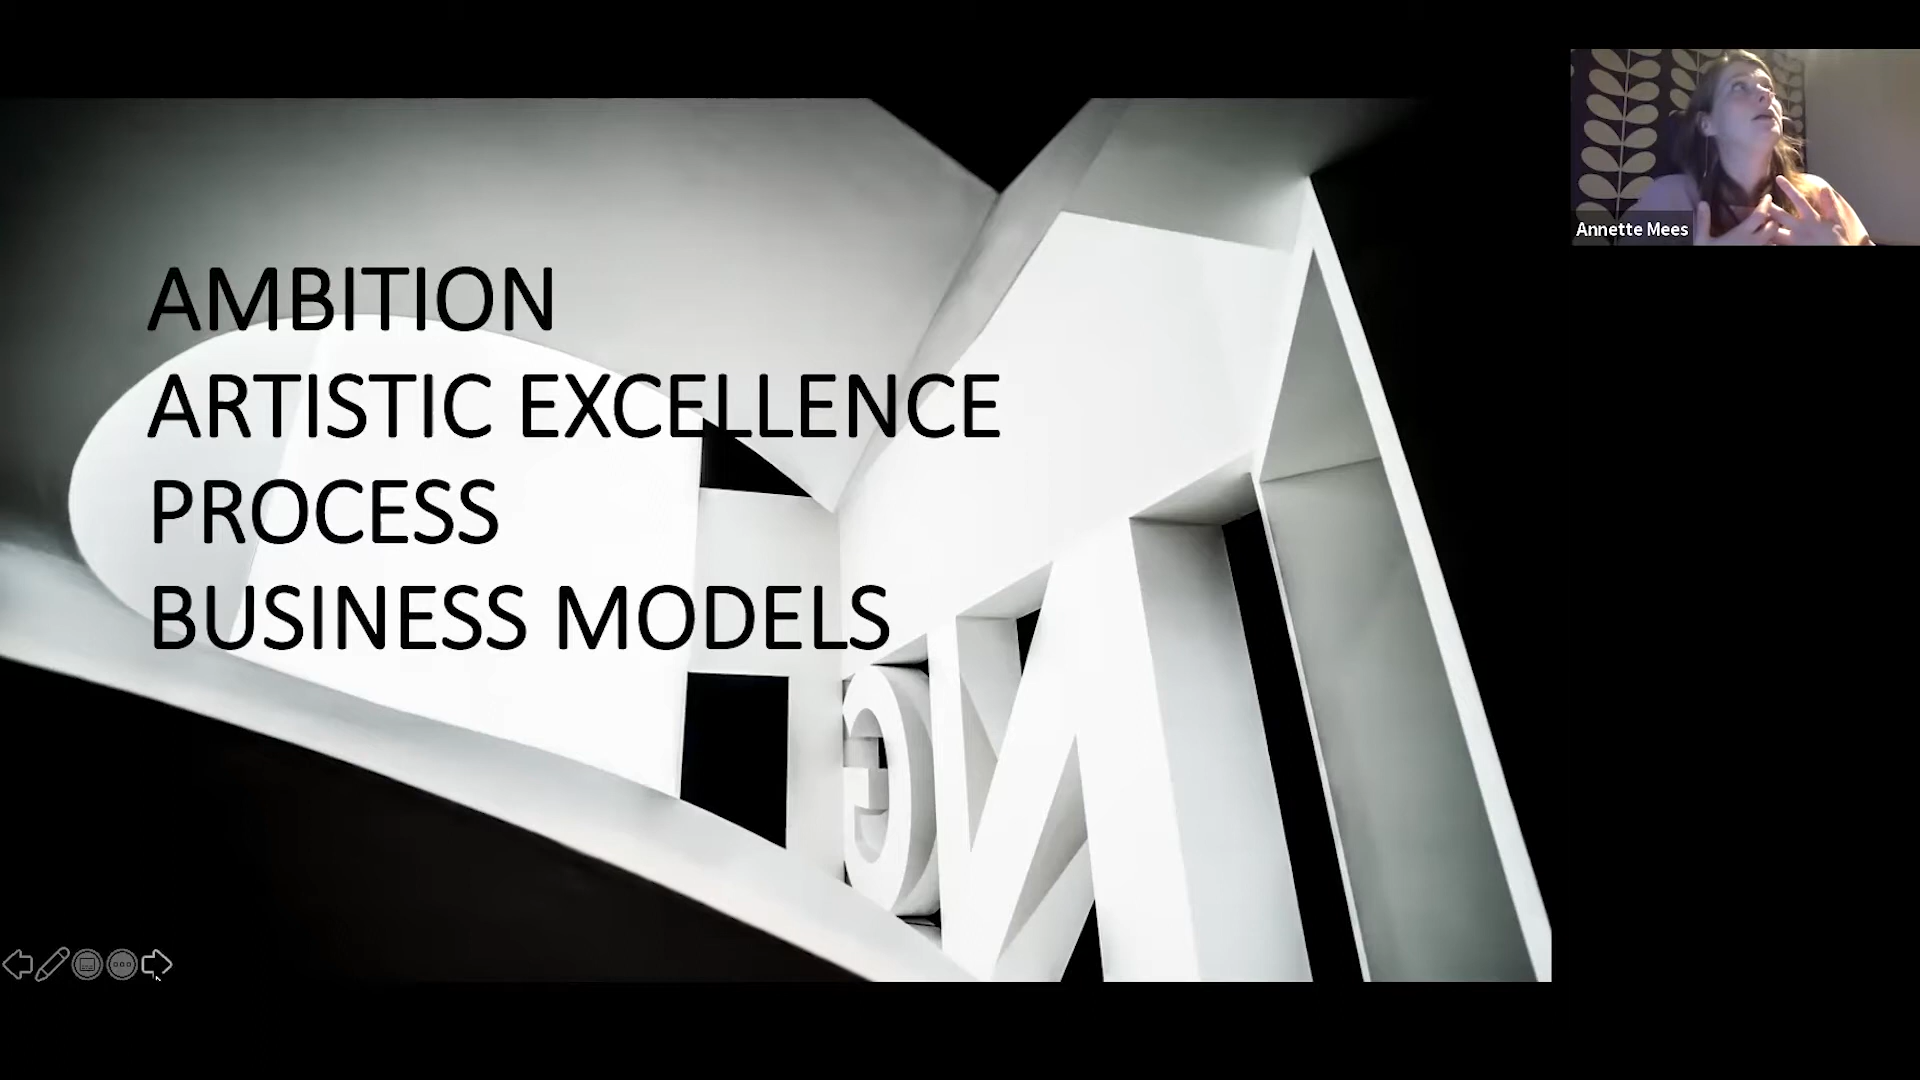 AMBITION
ARTISTIC EXCELLENCE
PROCESS
BUSINESS MODELS
Annette Mees